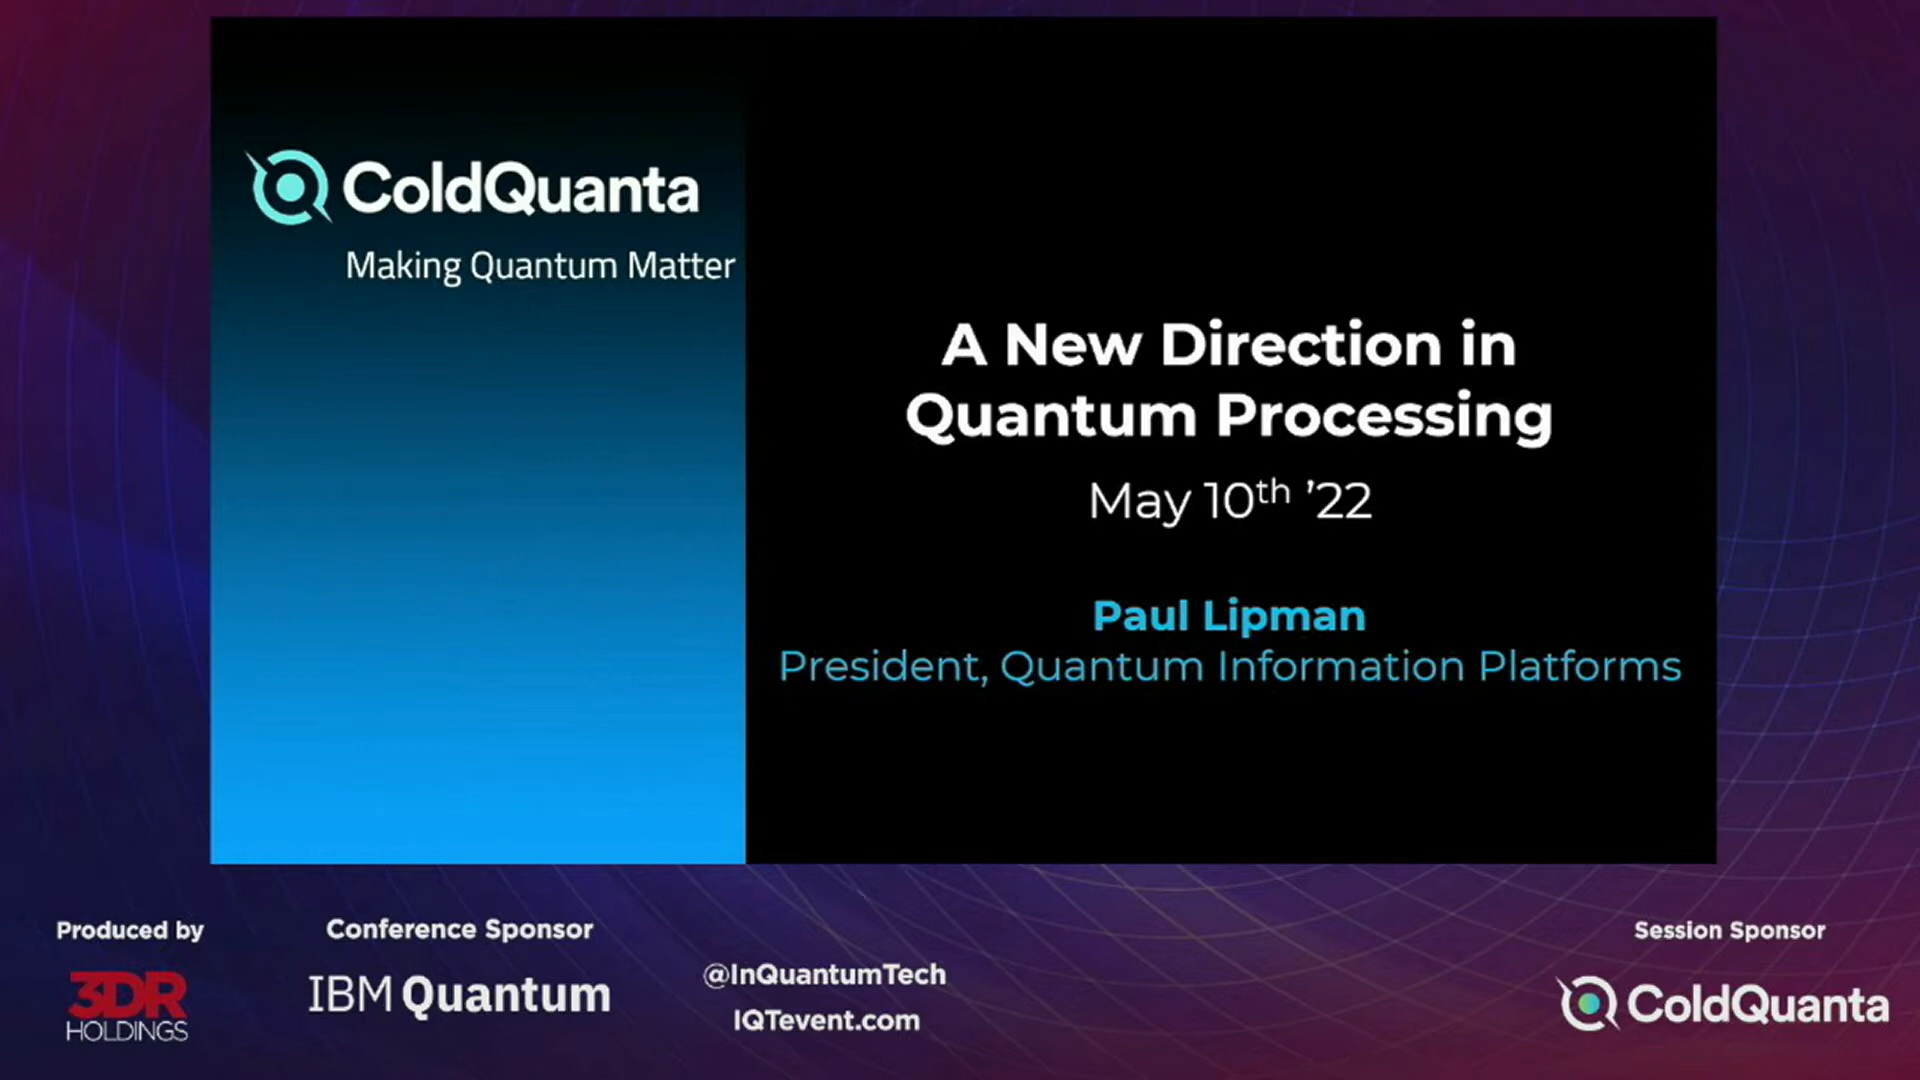 ColdQuanta
Making Quantum Matter
A New Direction in
Quantum Processing
May 10th ’22
Paul Lipman
President, Quantum Information Platforms
Produced by
3DR
HOLDINGS
Conference Sponsor
IBM Quantum
@InQuantumTech
IQTevent.com
Session Sponsor
ColdQuanta